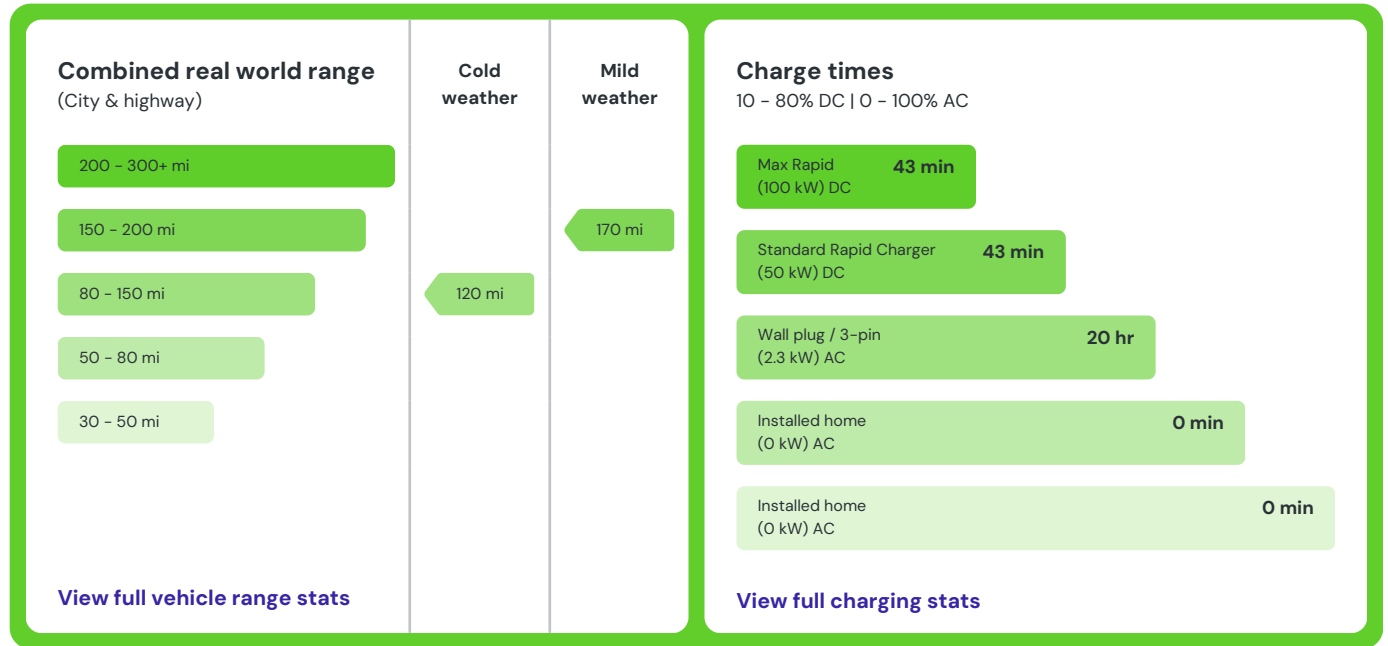 Combined real world range
(City & highway)
Cold
weather
Mild
weather
200 - 300+ mi
150 - 200 mi
170 mi
80 - 150 mi
120 mi
50 - 80 mi
30 - 50 mi
View full vehicle range stats
Charge times
10 - 80% DC | 0 - 100% AC
Max Rapid
(100 kW) DC
43 min
Standard Rapid Charger
(50 kW) DC
43 min
Wall plug / 3-pin
(2.3 kW) AC
20 hr
Installed home
(0 kW) AC
0 min
Installed home
(0 kW) AC
0 min
View full charging stats